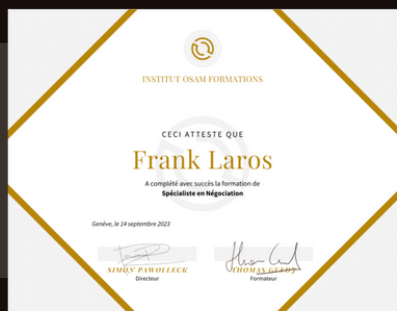 INSTITUT OSAM FORMATIONS
CECI ATTESTE QUE
Frank Laros
A complété avec succès la formation de
Spécialiste en Négociation
Genève, le 14 septembre 2023
SIMON PAWOLLECK
Directeur
THOMAS
Formateur